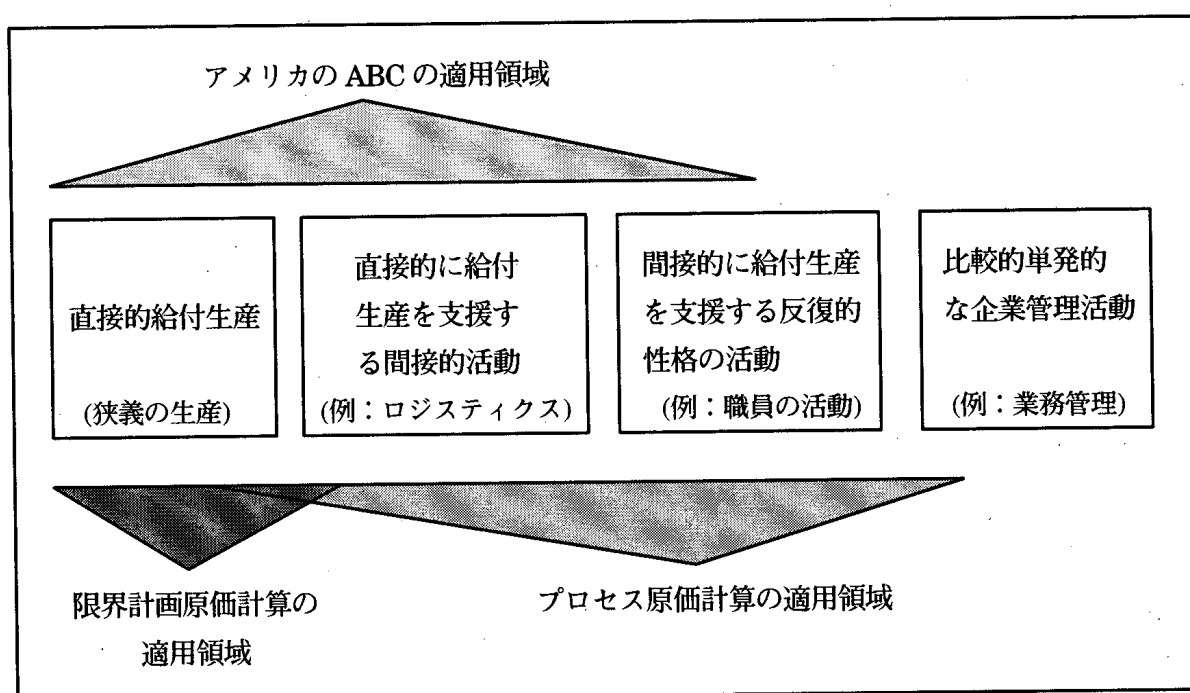 アメリカの ABC の適用領域
直接的給付生産
(狭義の生産)
直接的に給付
生産を支援す
る間接的活動
(例：ロジスティクス)
間接的に給付生産
を支援する反復的
性格の活動
(例：職員の活動)
比較的単発的
な企業管理活動
(例：業務管理)
限界計画原価計算の
適用領域
プロセス原価計算の適用領域